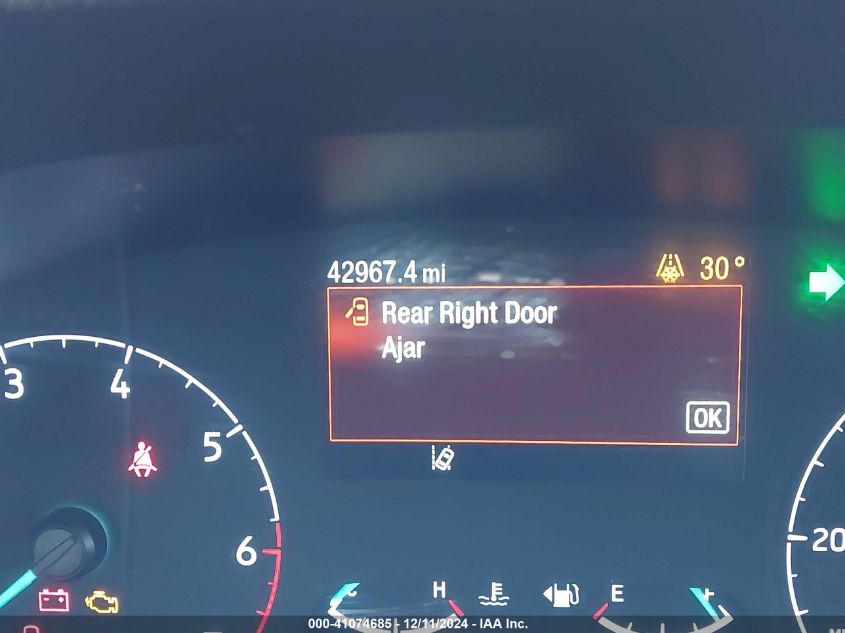 42967.4 mi 30°
Rear Right Door
Ajar
OK
3
4
5
6
20
H
E
000-41074685 - 12/11/2024 - IAA Inc.